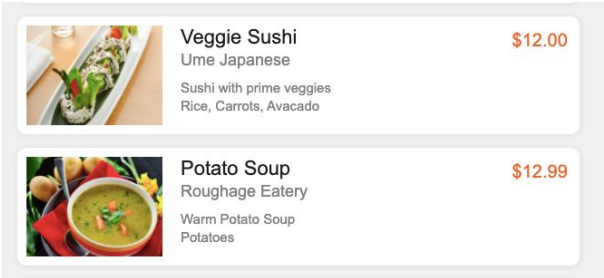 Veggie Sushi
$12.00
Ume Japanese
Sushi with prime veggies
Rice, Carrots, Avacado
Potato Soup
$12.99
Roughage Eatery
Warm Potato Soup
Potatoes